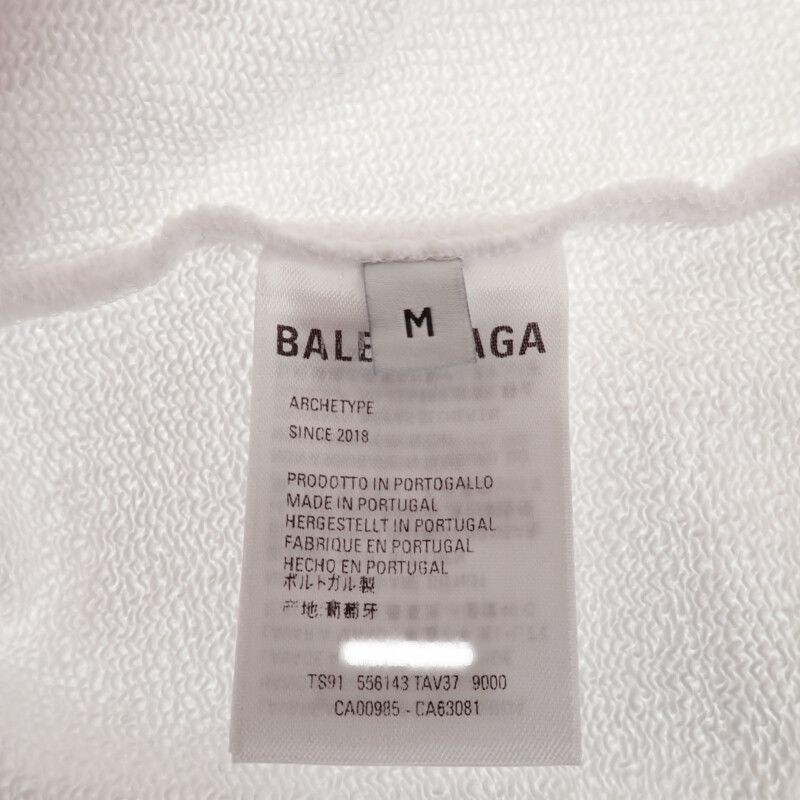 M
BALE AGA
ARCHETYPE
SINCE 2018
PRODOTTO IN PORTOGALLO
MADE IN PORTUGAL
HERGESTELLT IN PORTUGAL
FABRIQUE EN PORTUGAL
HECHO EN PORTUGAL
ポルトガル製
产地:葡萄牙
TS91 556143 TAV37 9000
CA00985 - CA63081